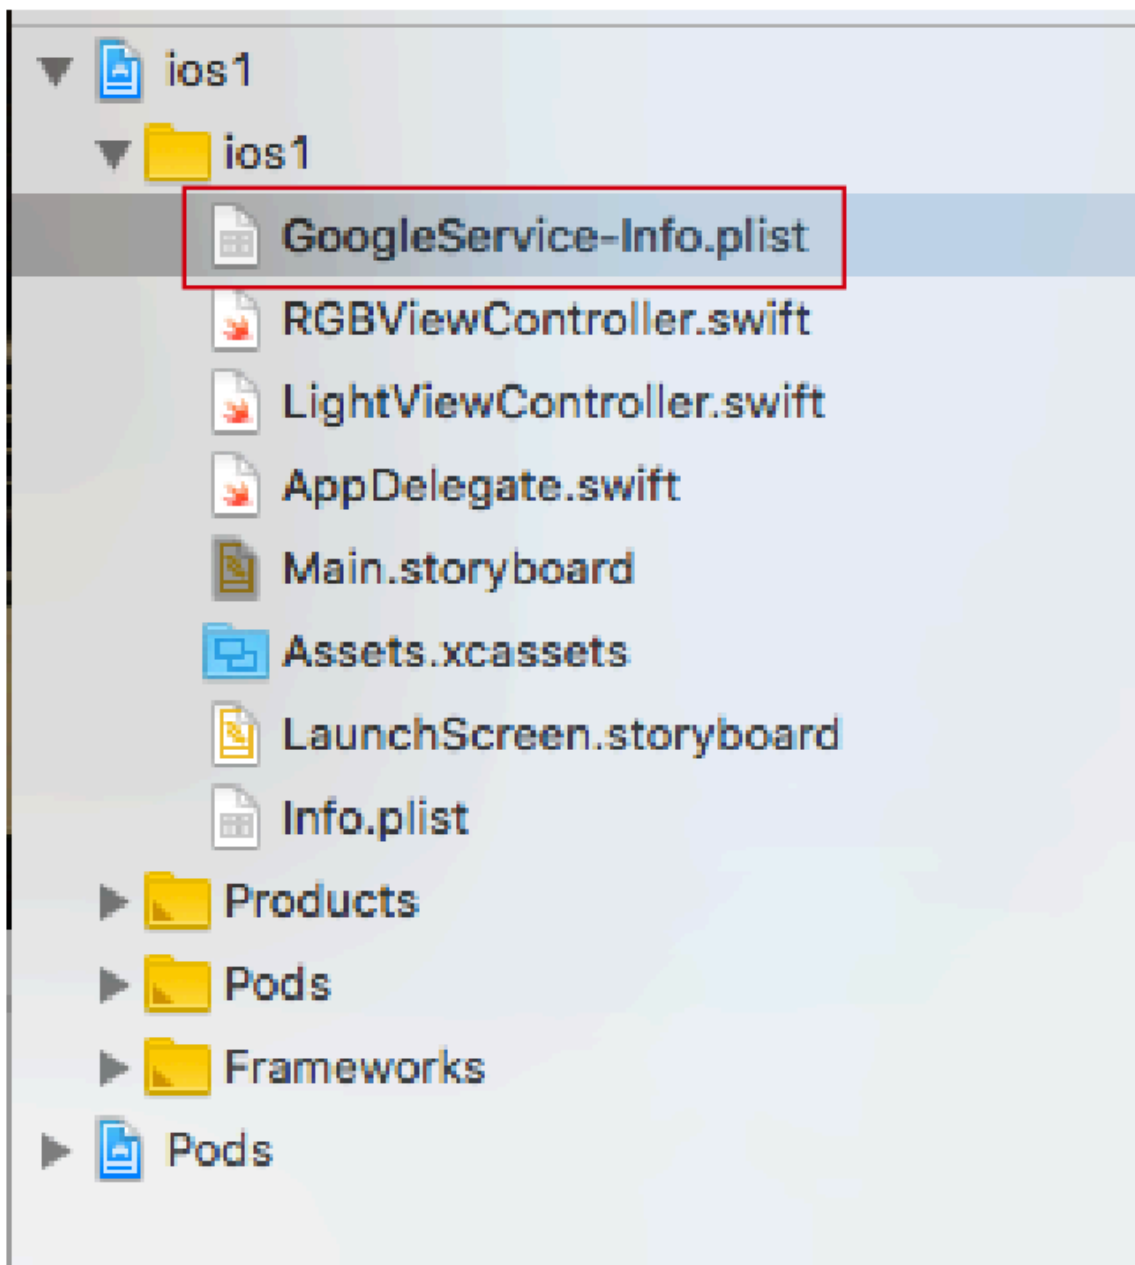 ios1
ios1
GoogleService-Info.plist
RGBViewController.swift
LightViewController.swift
AppDelegate.swift
Main.storyboard
Assets.xcassets
LaunchScreen.storyboard
Info.plist
Products
Pods
Frameworks
Pods